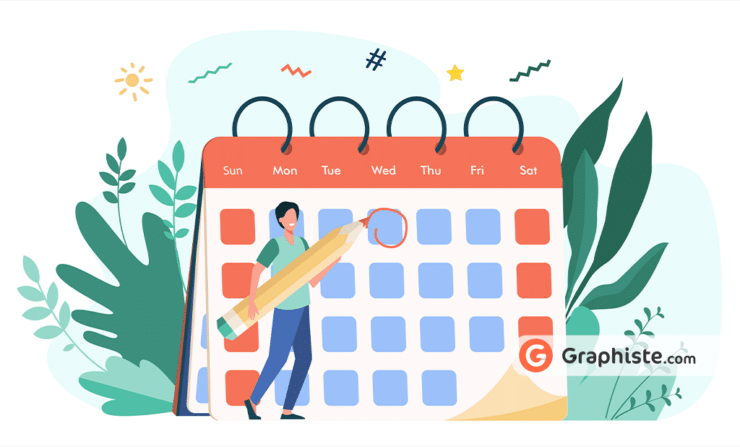 #
Sun Mon Tue Wed Thu Fri Sat
G Graphiste.com